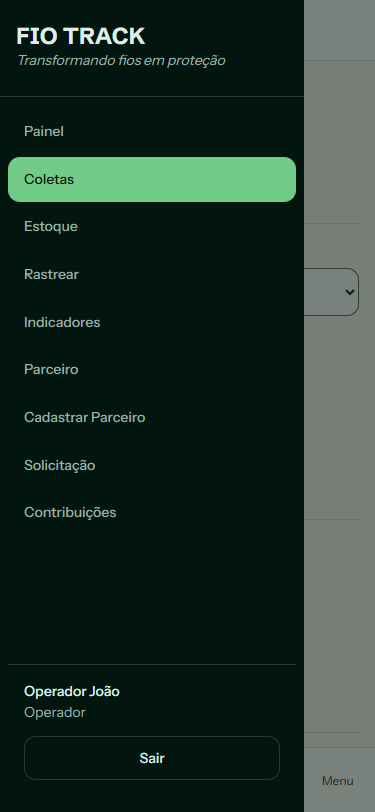 FIO TRACK
Transformando fios em proteção
Painel
Coletas
Estoque
Rastrear
Indicadores
Parceiro
Cadastrar Parceiro
Solicitação
Contribuições
Operador João
Operador
Sair
Menu